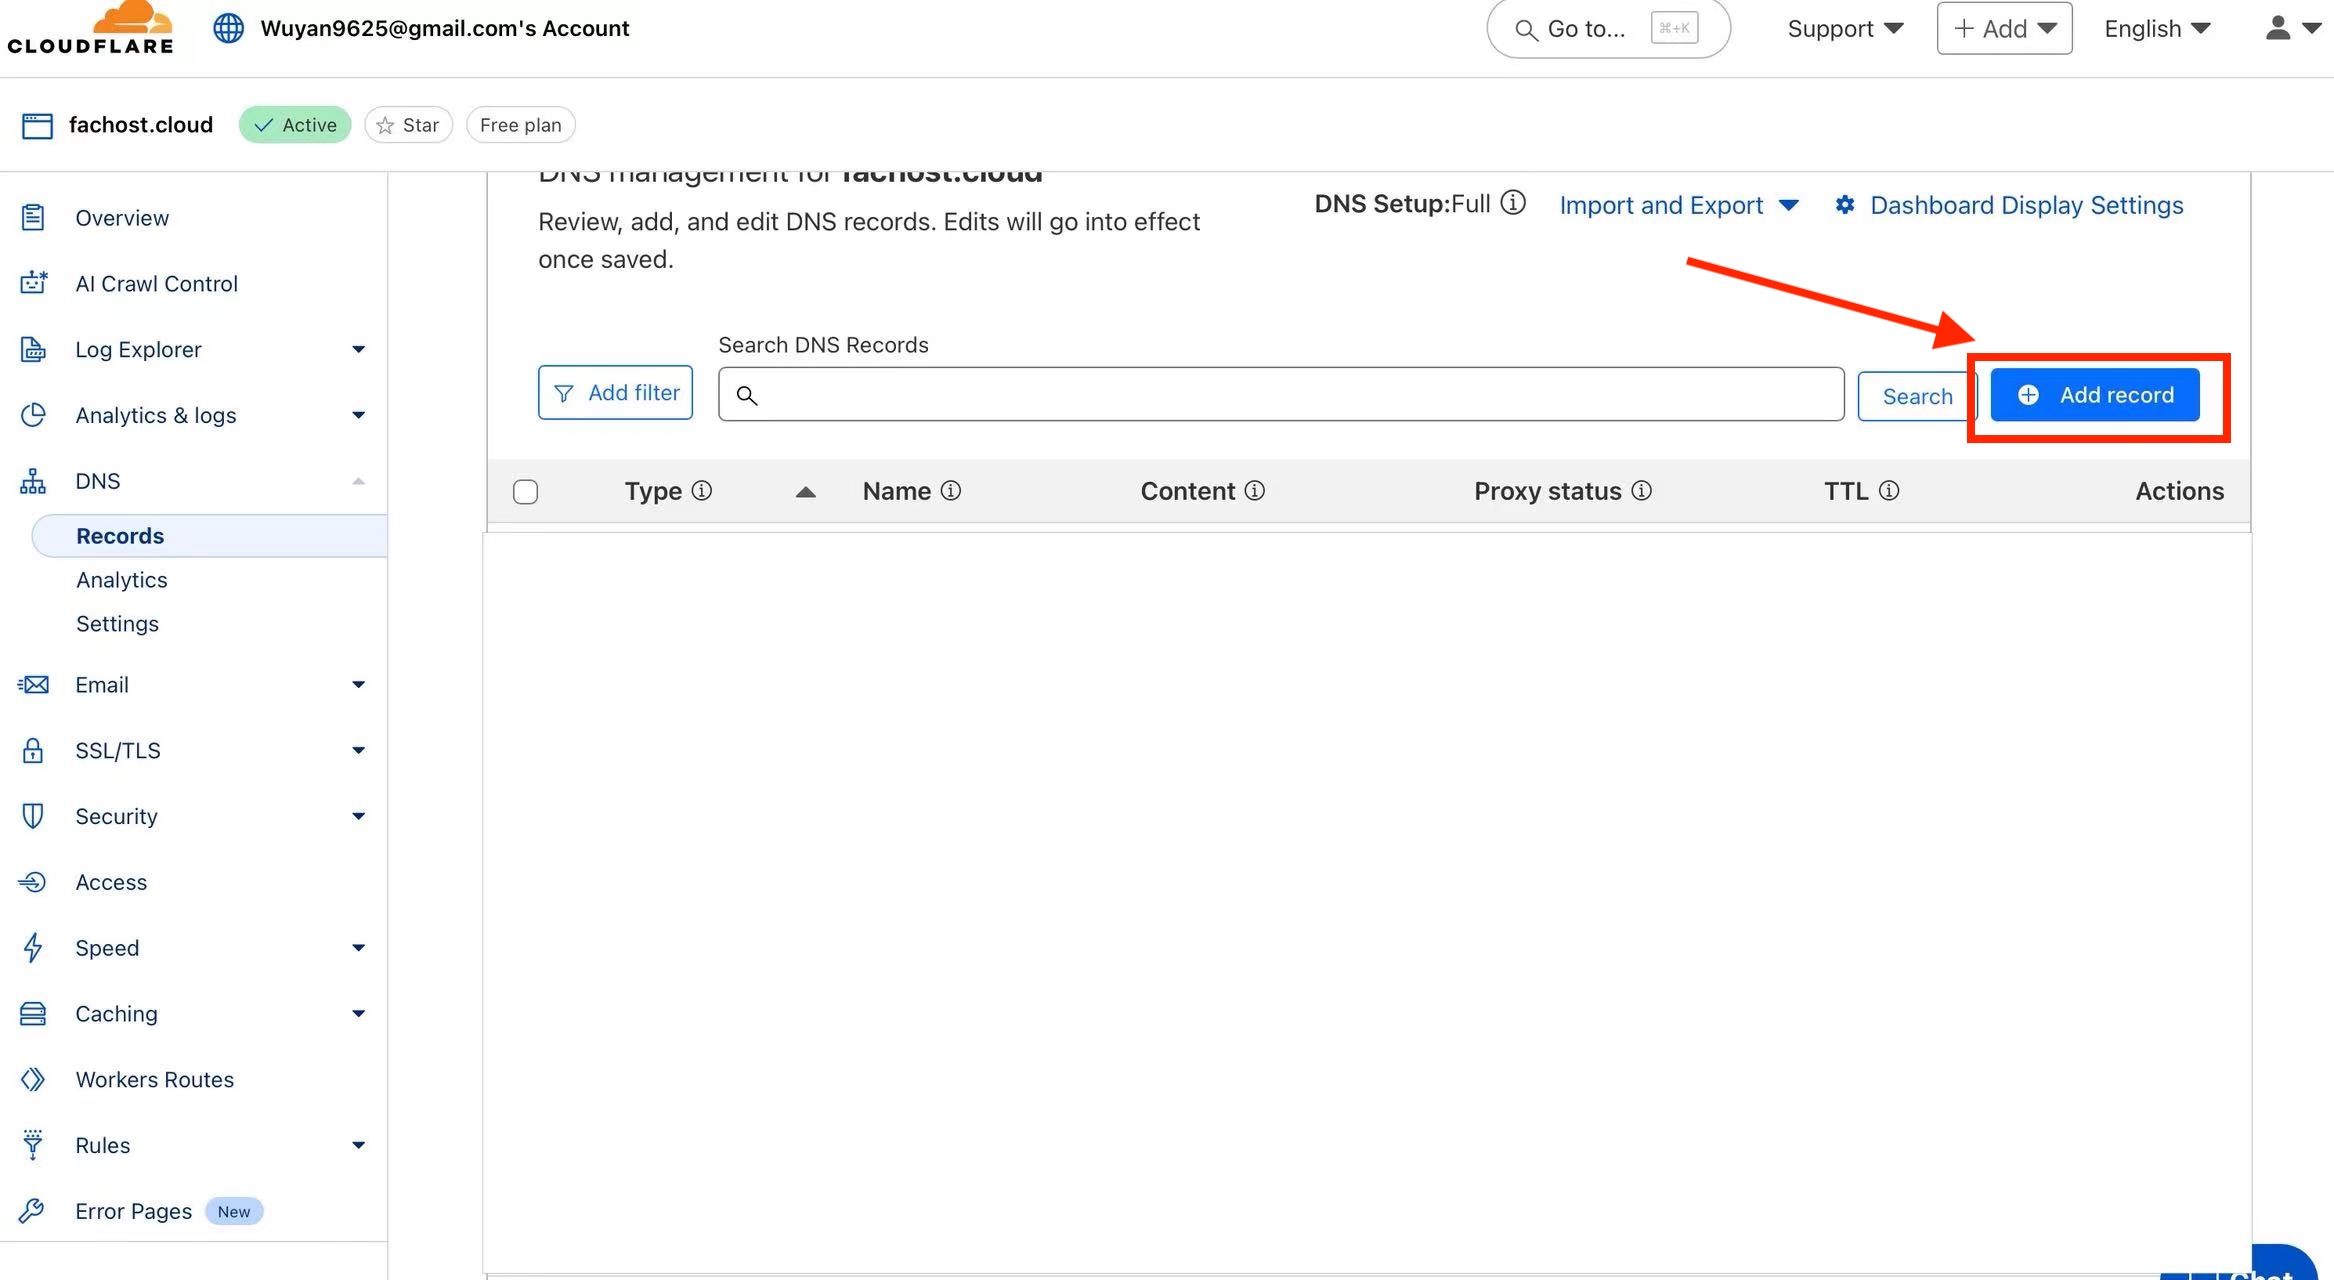 CLOUDFLARE
Wuyan9625@gmail.com's Account
Go to...
⌘+K
Support
+ Add
English
fachost.cloud
Active
Star
Free plan
DNS management for fachost.cloud
Review, add, and edit DNS records. Edits will go into effect
once saved.
DNS Setup:Full
Import and Export
Dashboard Display Settings
Search DNS Records
Add filter
Search
Add record
Type
Name
Content
Proxy status
TTL
Actions
Overview
AI Crawl Control
Log Explorer
Analytics & logs
DNS
Records
Analytics
Settings
Email
SSL/TLS
Security
Access
Speed
Caching
Workers Routes
Rules
Error Pages
New
Chat